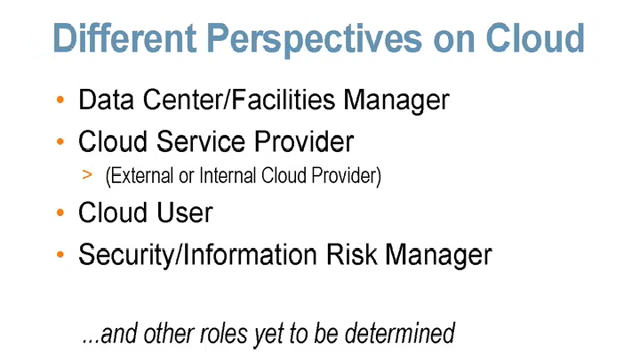 Different Perspectives on Cloud
• Data Center/Facilities Manager
• Cloud Service Provider
> (External or Internal Cloud Provider)
• Cloud User
• Security/Information Risk Manager
...and other roles yet to be determined